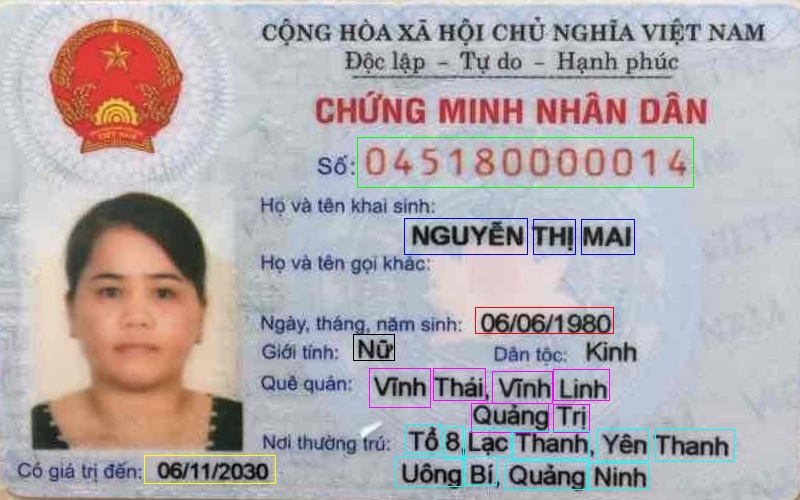 CỘNG HÒA XÃ HỘI CHỦ NGHĨA VIỆT NAM
Độc lập – Tự do – Hạnh phúc
CHỨNG MINH NHÂN DÂN
Số: 045180000014
Họ và tên khai sinh:
NGUYỄN THỊ MAI
Họ và tên gọi khác:
Ngày, tháng, năm sinh: 06/06/1980
Giới tính: Nữ Dân tộc: Kinh
Quê quán: Vĩnh Thái, Vĩnh Linh
Quảng Trị
Nơi thường trú: Tổ 8, Lạc Thanh, Yên Thanh
Uông Bí, Quảng Ninh
Có giá trị đến: 06/11/2030